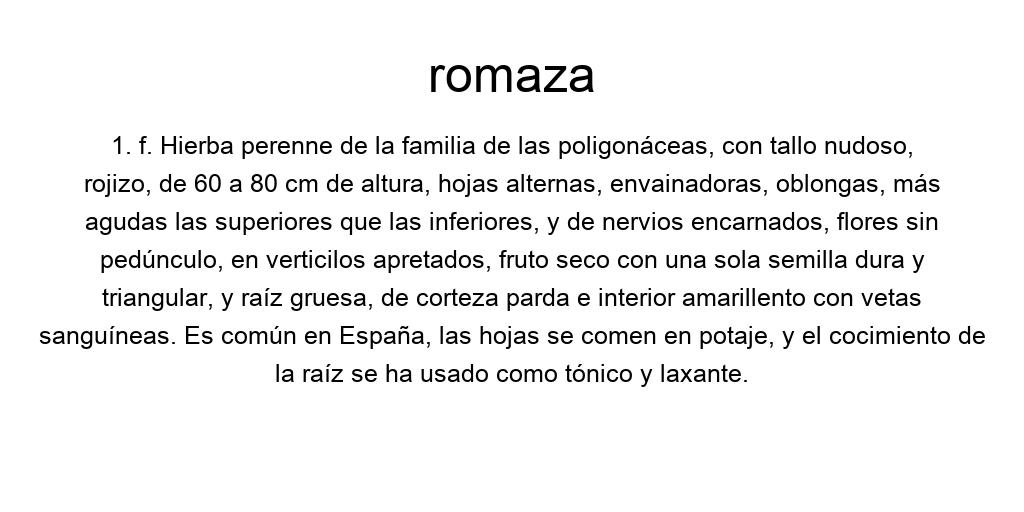 romaza
1. f. Hierba perenne de la familia de las poligonáceas, con tallo nudoso,
rojizo, de 60 a 80 cm de altura, hojas alternas, envainadoras, oblongas, más
agudas las superiores que las inferiores, y de nervios encarnados, flores sin
pedúnculo, en verticilos apretados, fruto seco con una sola semilla dura y
triangular, y raíz gruesa, de corteza parda e interior amarillento con vetas
sanguíneas. Es común en España, las hojas se comen en potaje, y el cocimiento de
la raíz se ha usado como tónico y laxante.